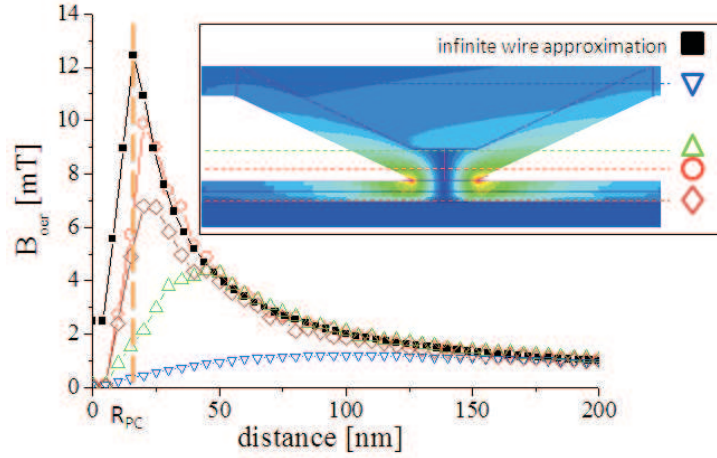 14
12
10
8
6
4
2
0
B_oer [mT]
infinite wire approximation
0 50 100 150 200
R_PC
distance [nm]